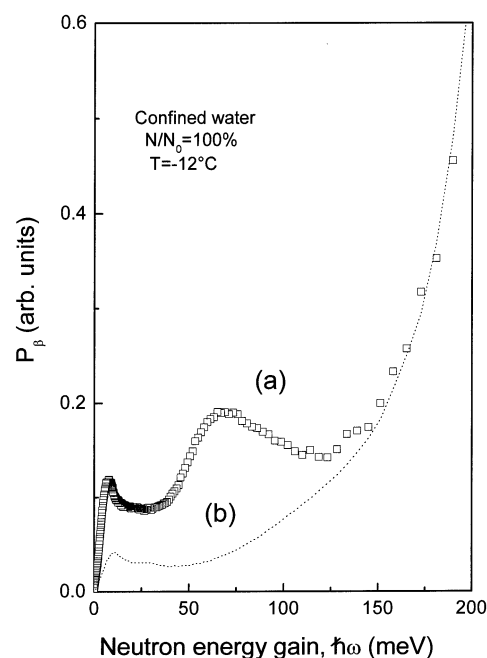 0.6
Confined water
N/N₀=100%
T=-12°C
0.4
P_β (arb. units)
(a)
0.2
(b)
0.0
0 50 100 150 200
Neutron energy gain, ħω (meV)